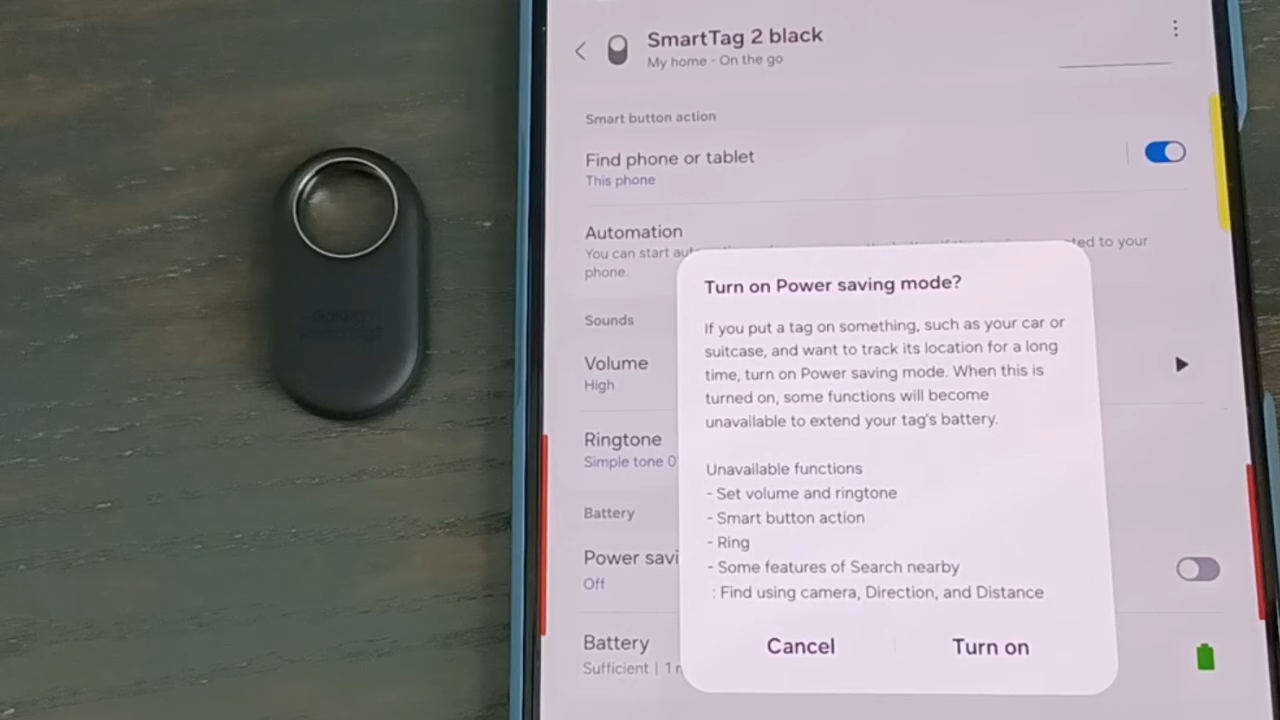 SmartTag 2 black
My home - On the go
Smart button action
Find phone or tablet
This phone
Automation
You can start
ted to your
phone.
Turn on Power saving mode?
If you put a tag on something, such as your car or
suitcase, and want to track its location for a long
time, turn on Power saving mode. When this is
turned on, some functions will become
unavailable to extend your tag's battery.
Unavailable functions
- Set volume and ringtone
- Smart button action
- Ring
- Some features of Search nearby
: Find using camera, Direction, and Distance
Cancel
Turn on
Sounds
Volume
High
Ringtone
Simple tone 0
Battery
Power savi
Off
Battery
Sufficient | 1